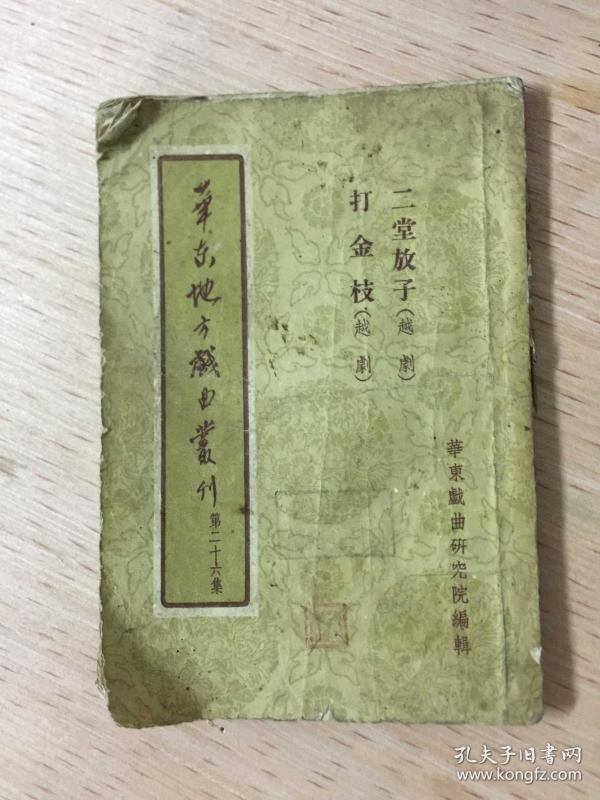 二堂放子(越劇)
打金枝(越劇)
華東戲曲研究院編輯
華东地方戲曲叢刊
第二十六集
孔夫子旧书网
www.kongfz.com